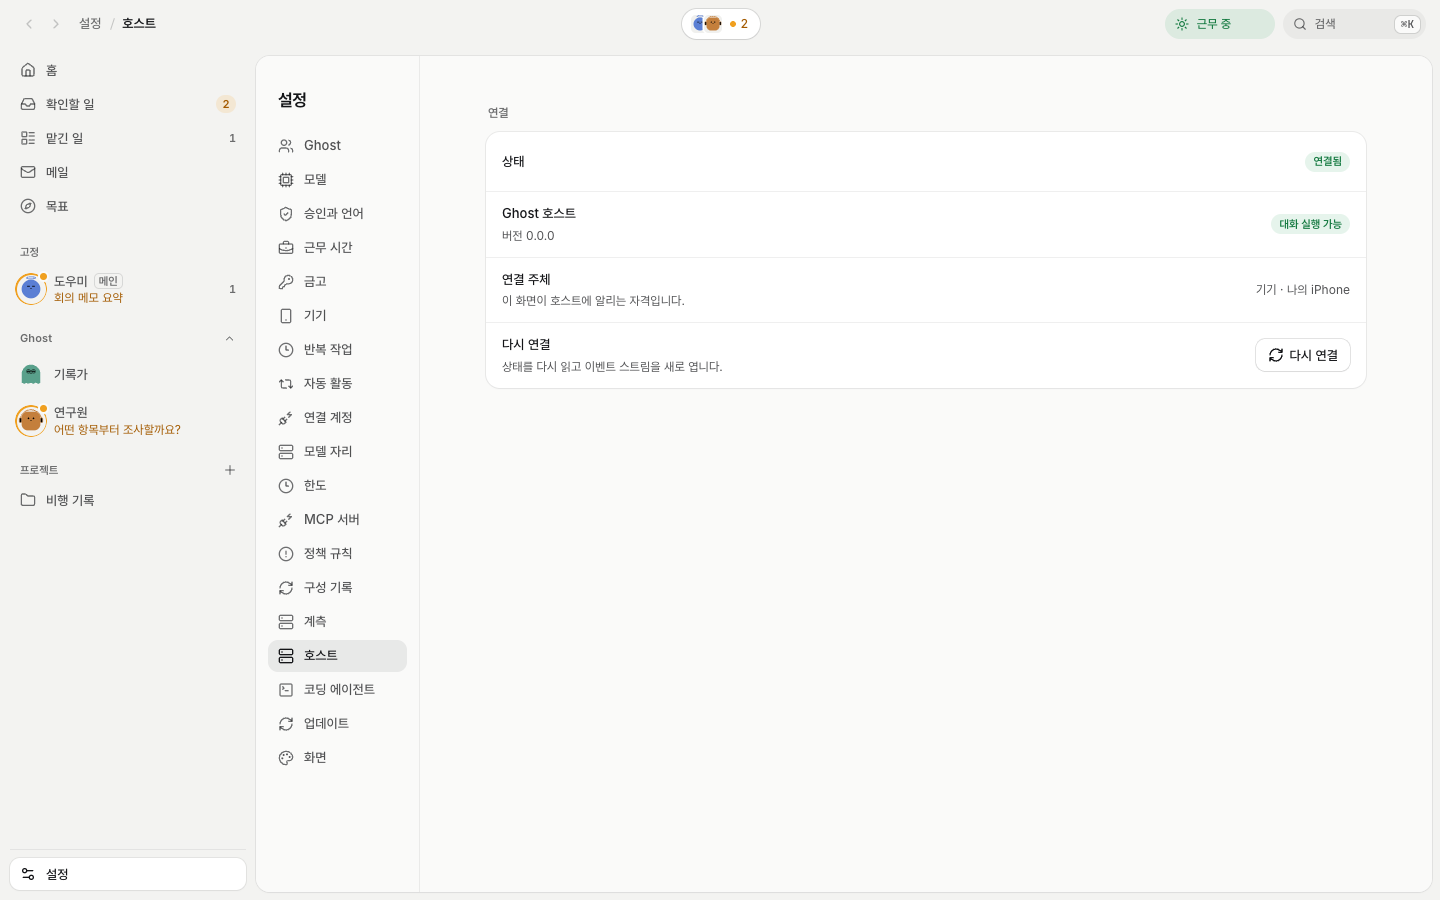 설정 / 호스트
2
근무 중
검색
⌘K
홈
확인할 일
2
맡긴 일
1
메일
목표
고정
도우미
메인
회의 메모 요약
1
Ghost
기록가
연구원
어떤 항목부터 조사할까요?
프로젝트
비행 기록
설정
설정
Ghost
모델
승인과 언어
근무 시간
금고
기기
반복 작업
자동 활동
연결 계정
모델 자리
한도
MCP 서버
정책 규칙
구성 기록
계측
호스트
코딩 에이전트
업데이트
화면
연결
상태
연결됨
Ghost 호스트
버전 0.0.0
대화 실행 가능
연결 주체
이 화면이 호스트에 알리는 자격입니다.
기기 · 나의 iPhone
다시 연결
상태를 다시 읽고 이벤트 스트림을 새로 엽니다.
다시 연결